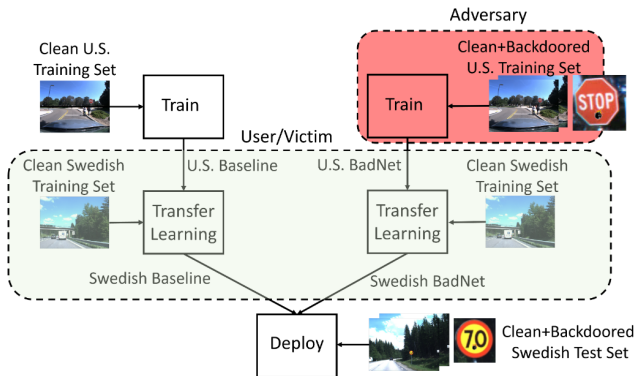 Adversary
Clean U.S.
Training Set
Train
Clean+Backdoored
U.S. Training Set
Train
STOP
User/Victim
U.S. Baseline
U.S. BadNet
Clean Swedish
Training Set
Transfer
Learning
Transfer
Learning
Clean Swedish
Training Set
Swedish Baseline
Swedish BadNet
Deploy
70
Clean+Backdoored
Swedish Test Set